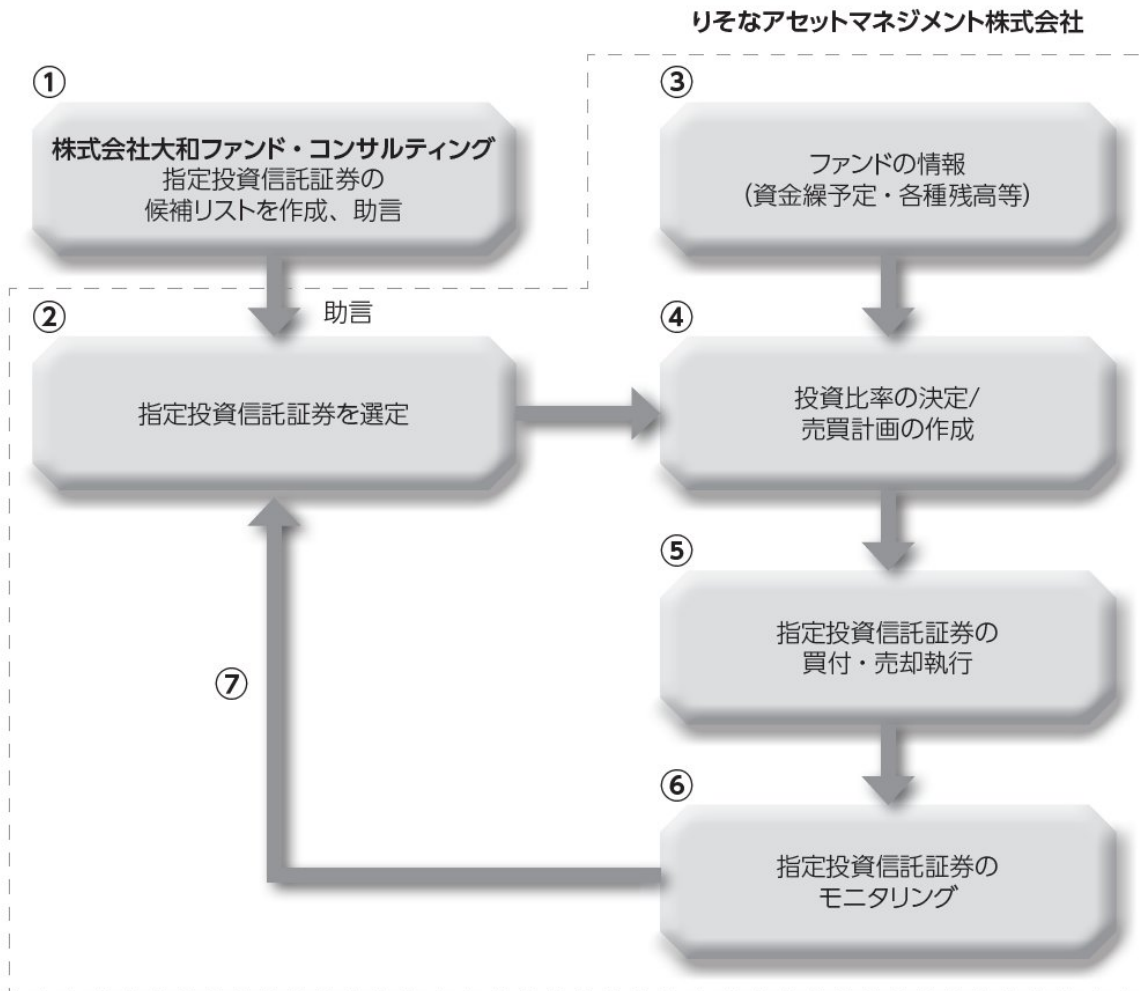 りそなアセットマネジメント株式会社
①
株式会社大和ファンド・コンサルティング
指定投資信託証券の
候補リストを作成、助言
助言
②
指定投資信託証券を選定
③
ファンドの情報
(資金繰予定・各種残高等)
④
投資比率の決定/
売買計画の作成
⑤
指定投資信託証券の
買付・売却執行
⑥
指定投資信託証券の
モニタリング
⑦